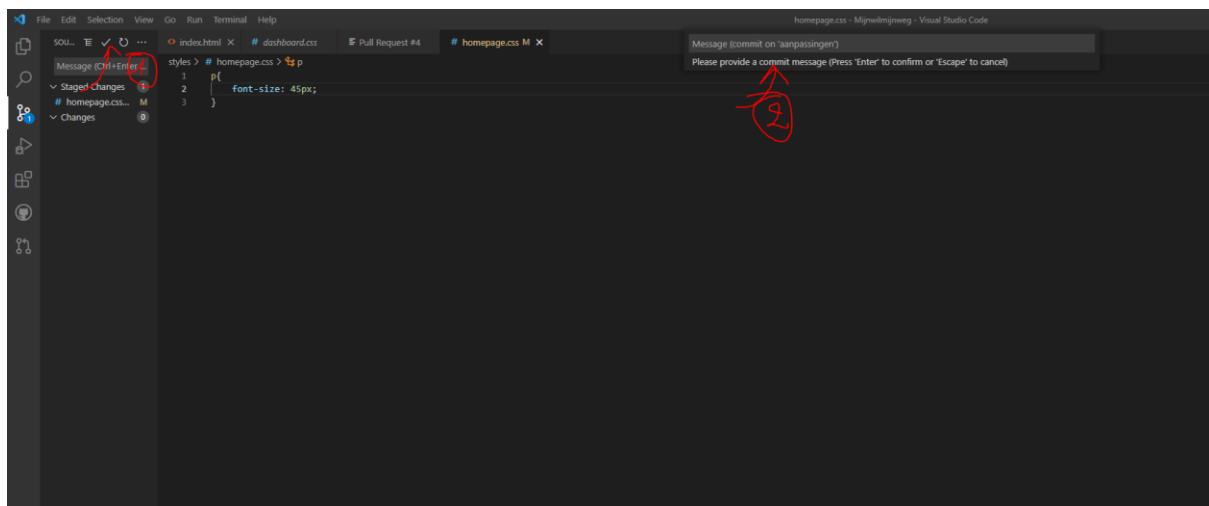 File Edit Selection View Go Run Terminal Help
homepage.css - Mijnwilmijnweg - Visual Studio Code
SOU...
index.html
# dashboard.css
Pull Request #4
# homepage.css M
Message (Ctrl+Enter ...
styles > # homepage.css > p
Message (commit on 'aanpassingen')
Please provide a commit message (Press 'Enter' to confirm or 'Escape' to cancel)
Staged Changes 1
# homepage.css... M
Changes 0
1 p{
2 font-size: 45px;
3 }
1
2